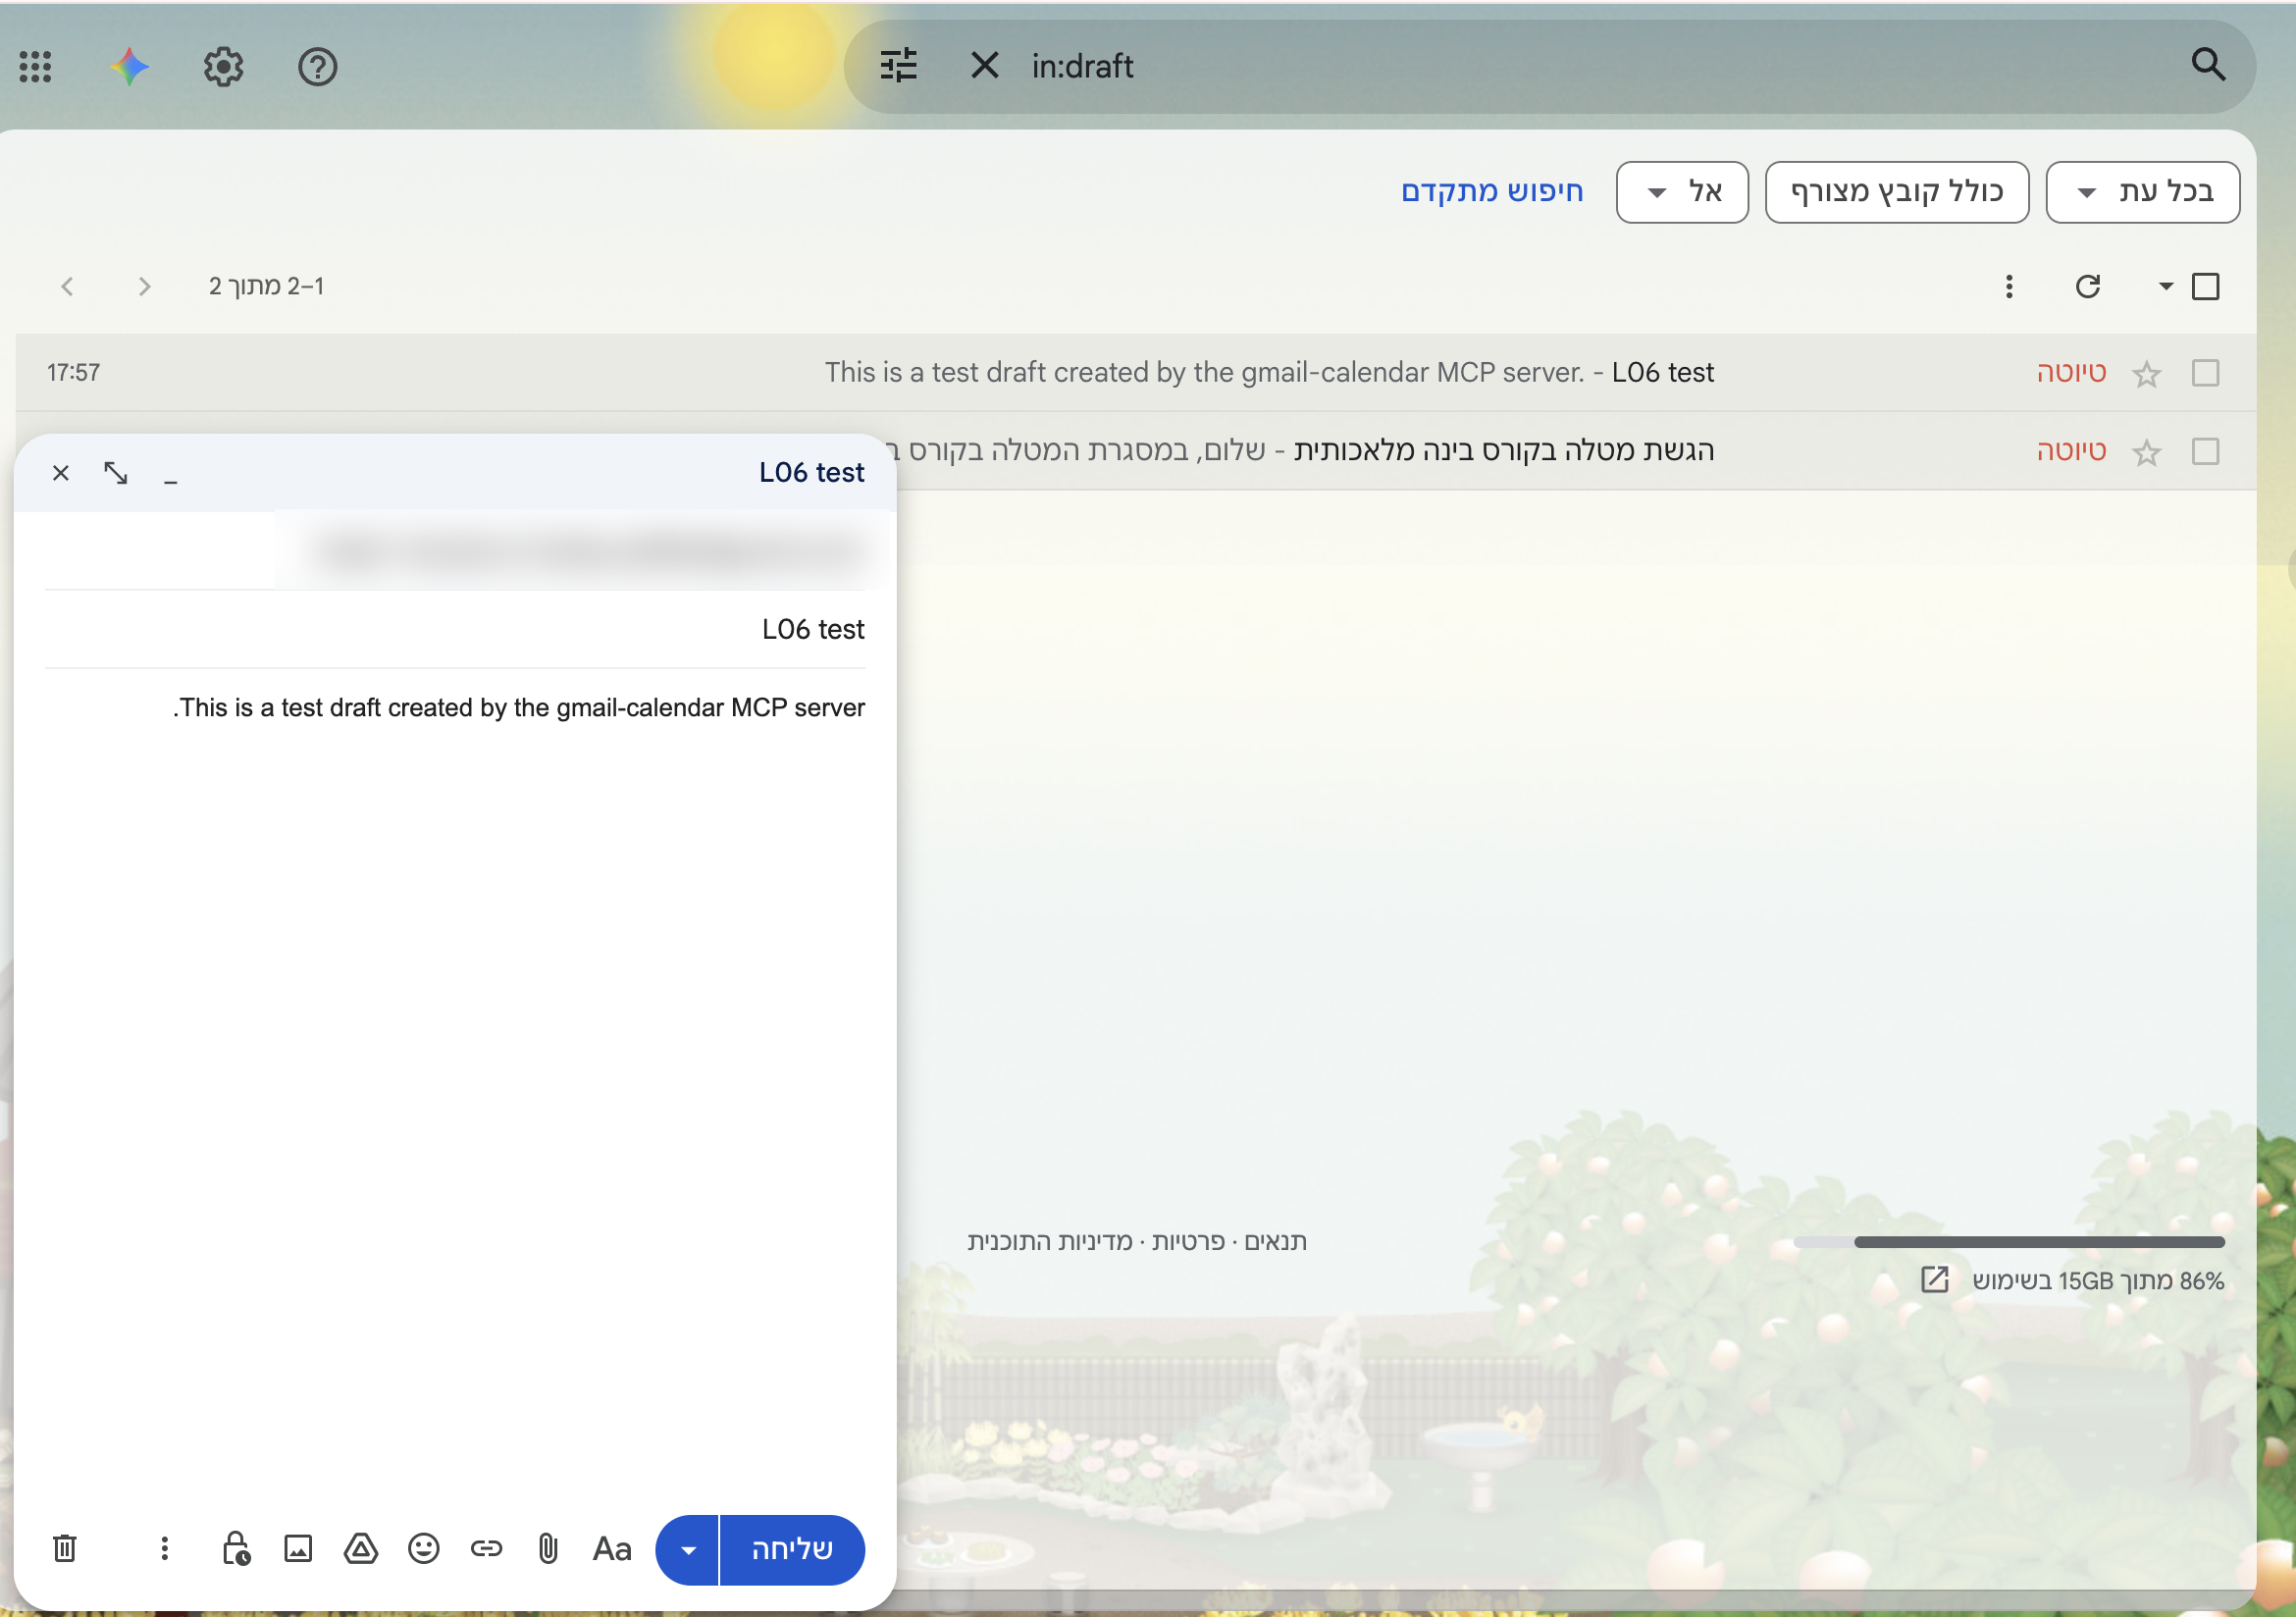 in:draft
בכל עת
כולל קובץ מצורף
אל
חיפוש מתקדם
1–2 מתוך 2
טיוטה
L06 test - This is a test draft created by the gmail-calendar MCP server.
17:57
טיוטה
הגשת מטלה בקורס בינה מלאכותית - שלום, במסגרת המטלה בקורס ב
L06 test
L06 test
This is a test draft created by the gmail-calendar MCP server.
תנאים · פרטיות · מדיניות התוכנית
86% מתוך 15GB בשימוש
שליחה
Aa